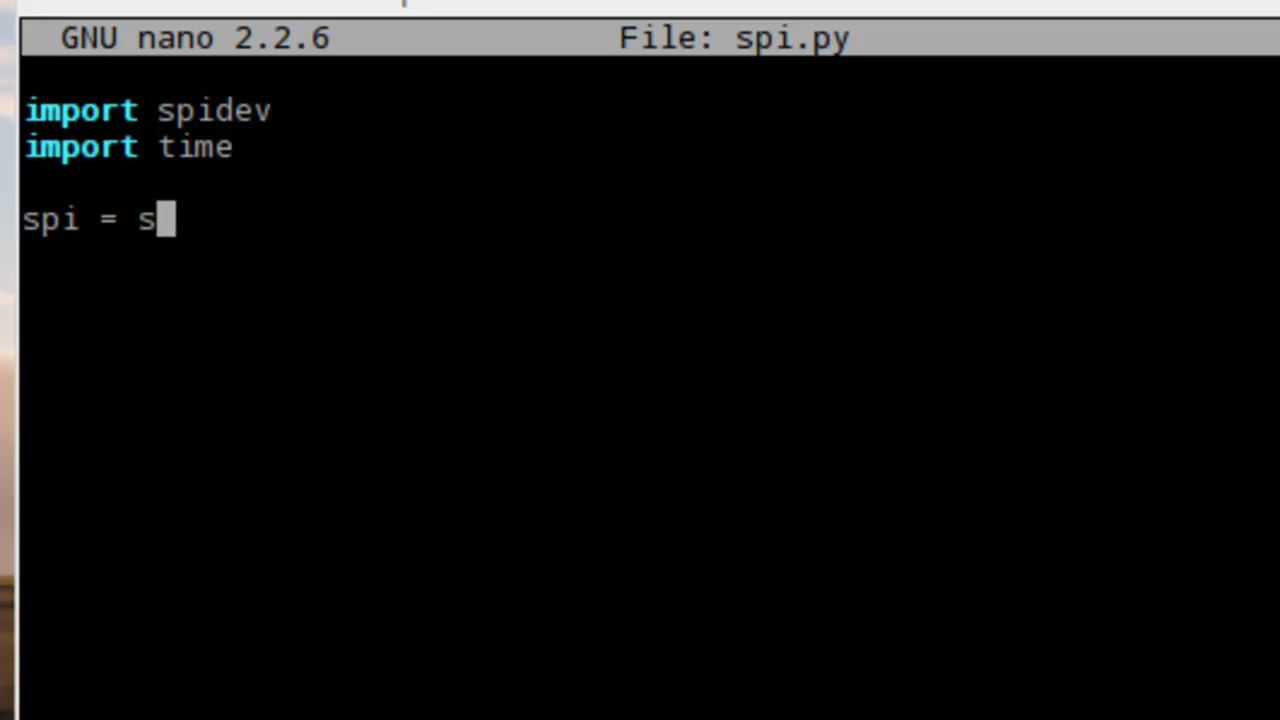 GNU nano 2.2.6 File: spi.py
import spidev
import time
spi = s